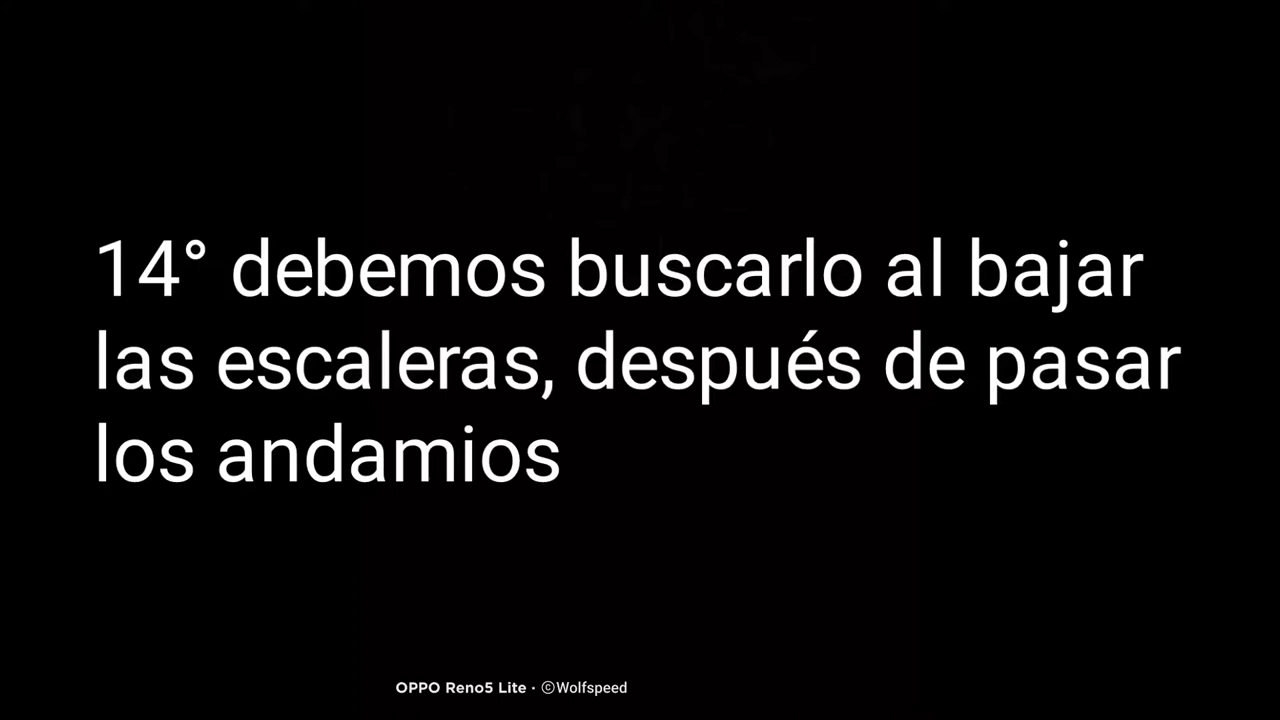 14° debemos buscarlo al bajar
las escaleras, después de pasar
los andamios
OPPO Reno5 Lite · ©Wolfspeed